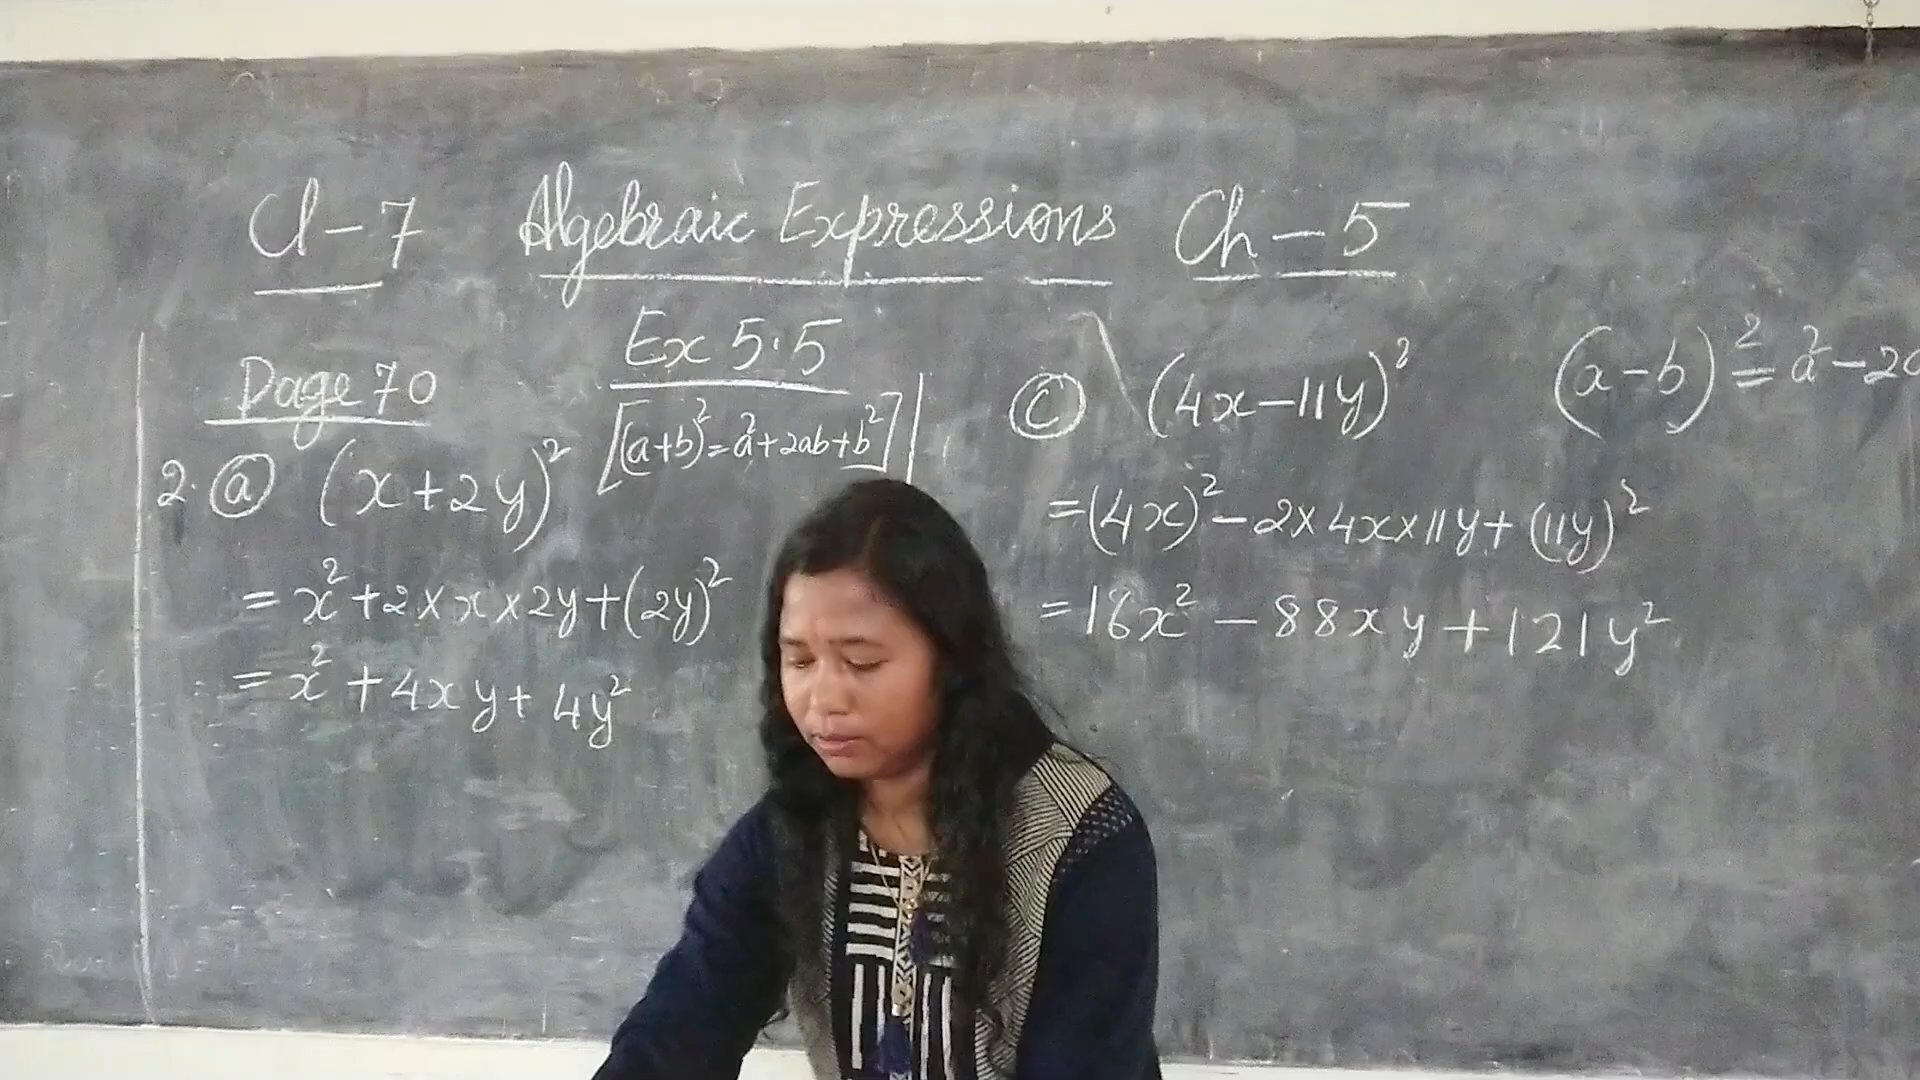 Cl-7 Algebraic Expressions Ch-5
Ex 5.5
Page 70
[(a+b)²=a²+2ab+b²]
2. (a) (x+2y)²
= x²+2×x×2y+(2y)²
= x²+4xy+4y²
(c) (4x-11y)²
(a-b)²=a²-2a
=(4x)²-2×4x×11y+(11y)²
=16x²-88xy+121y²